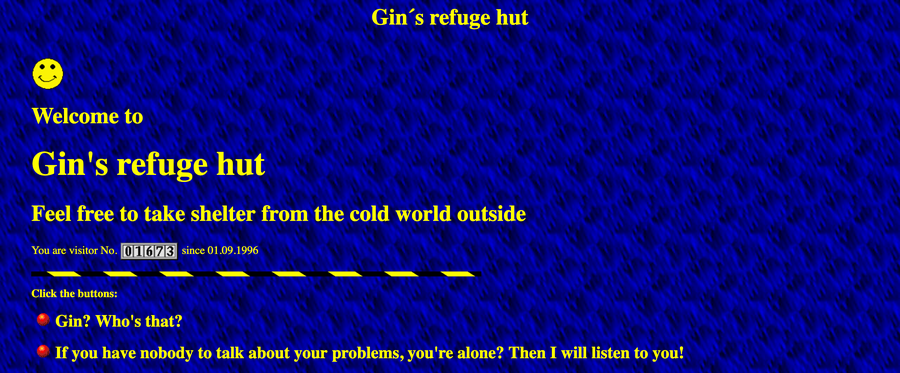 Gin´s refuge hut
Welcome to
Gin's refuge hut
Feel free to take shelter from the cold world outside
You are visitor No. 01673 since 01.09.1996
Click the buttons:
Gin? Who's that?
If you have nobody to talk about your problems, you're alone? Then I will listen to you!